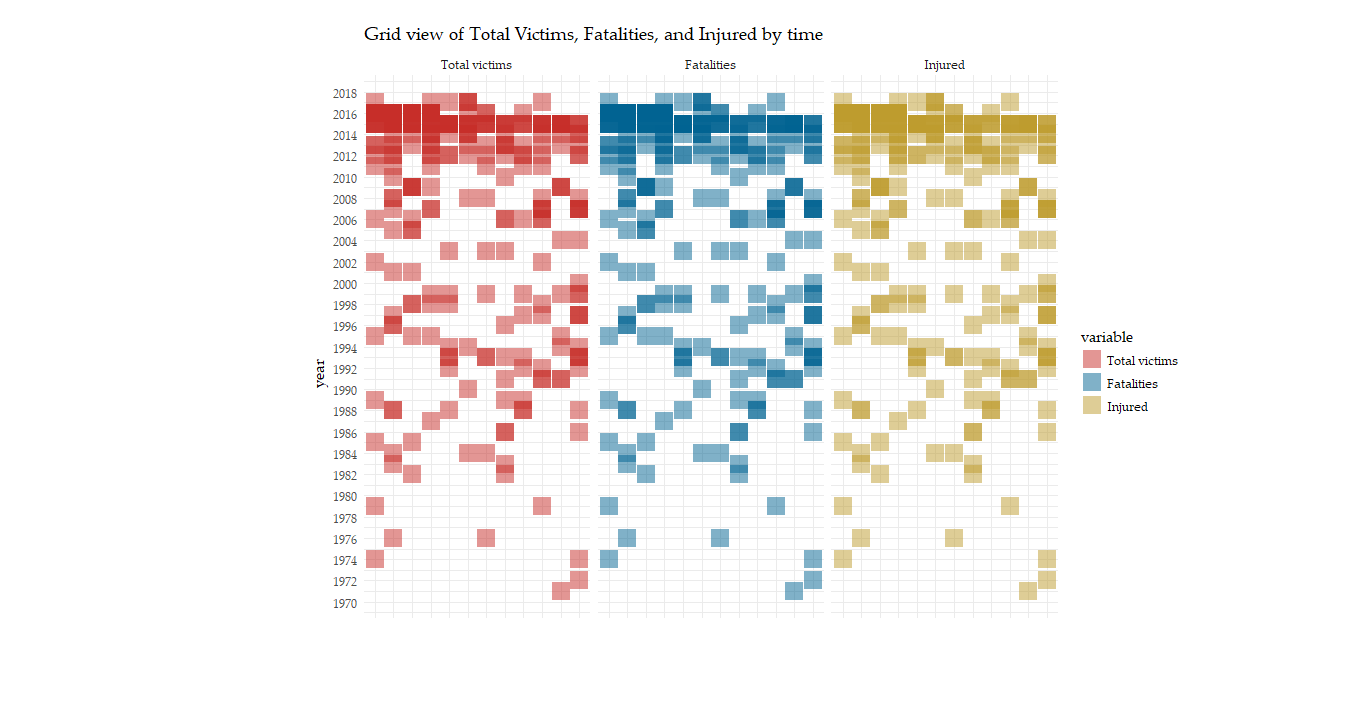 Grid view of Total Victims, Fatalities, and Injured by time
Total victims
Fatalities
Injured
2018
2016
2014
2012
2010
2008
2006
2004
2002
2000
1998
1996
1994
1992
1990
1988
1986
1984
1982
1980
1978
1976
1974
1972
1970
year
variable
Total victims
Fatalities
Injured